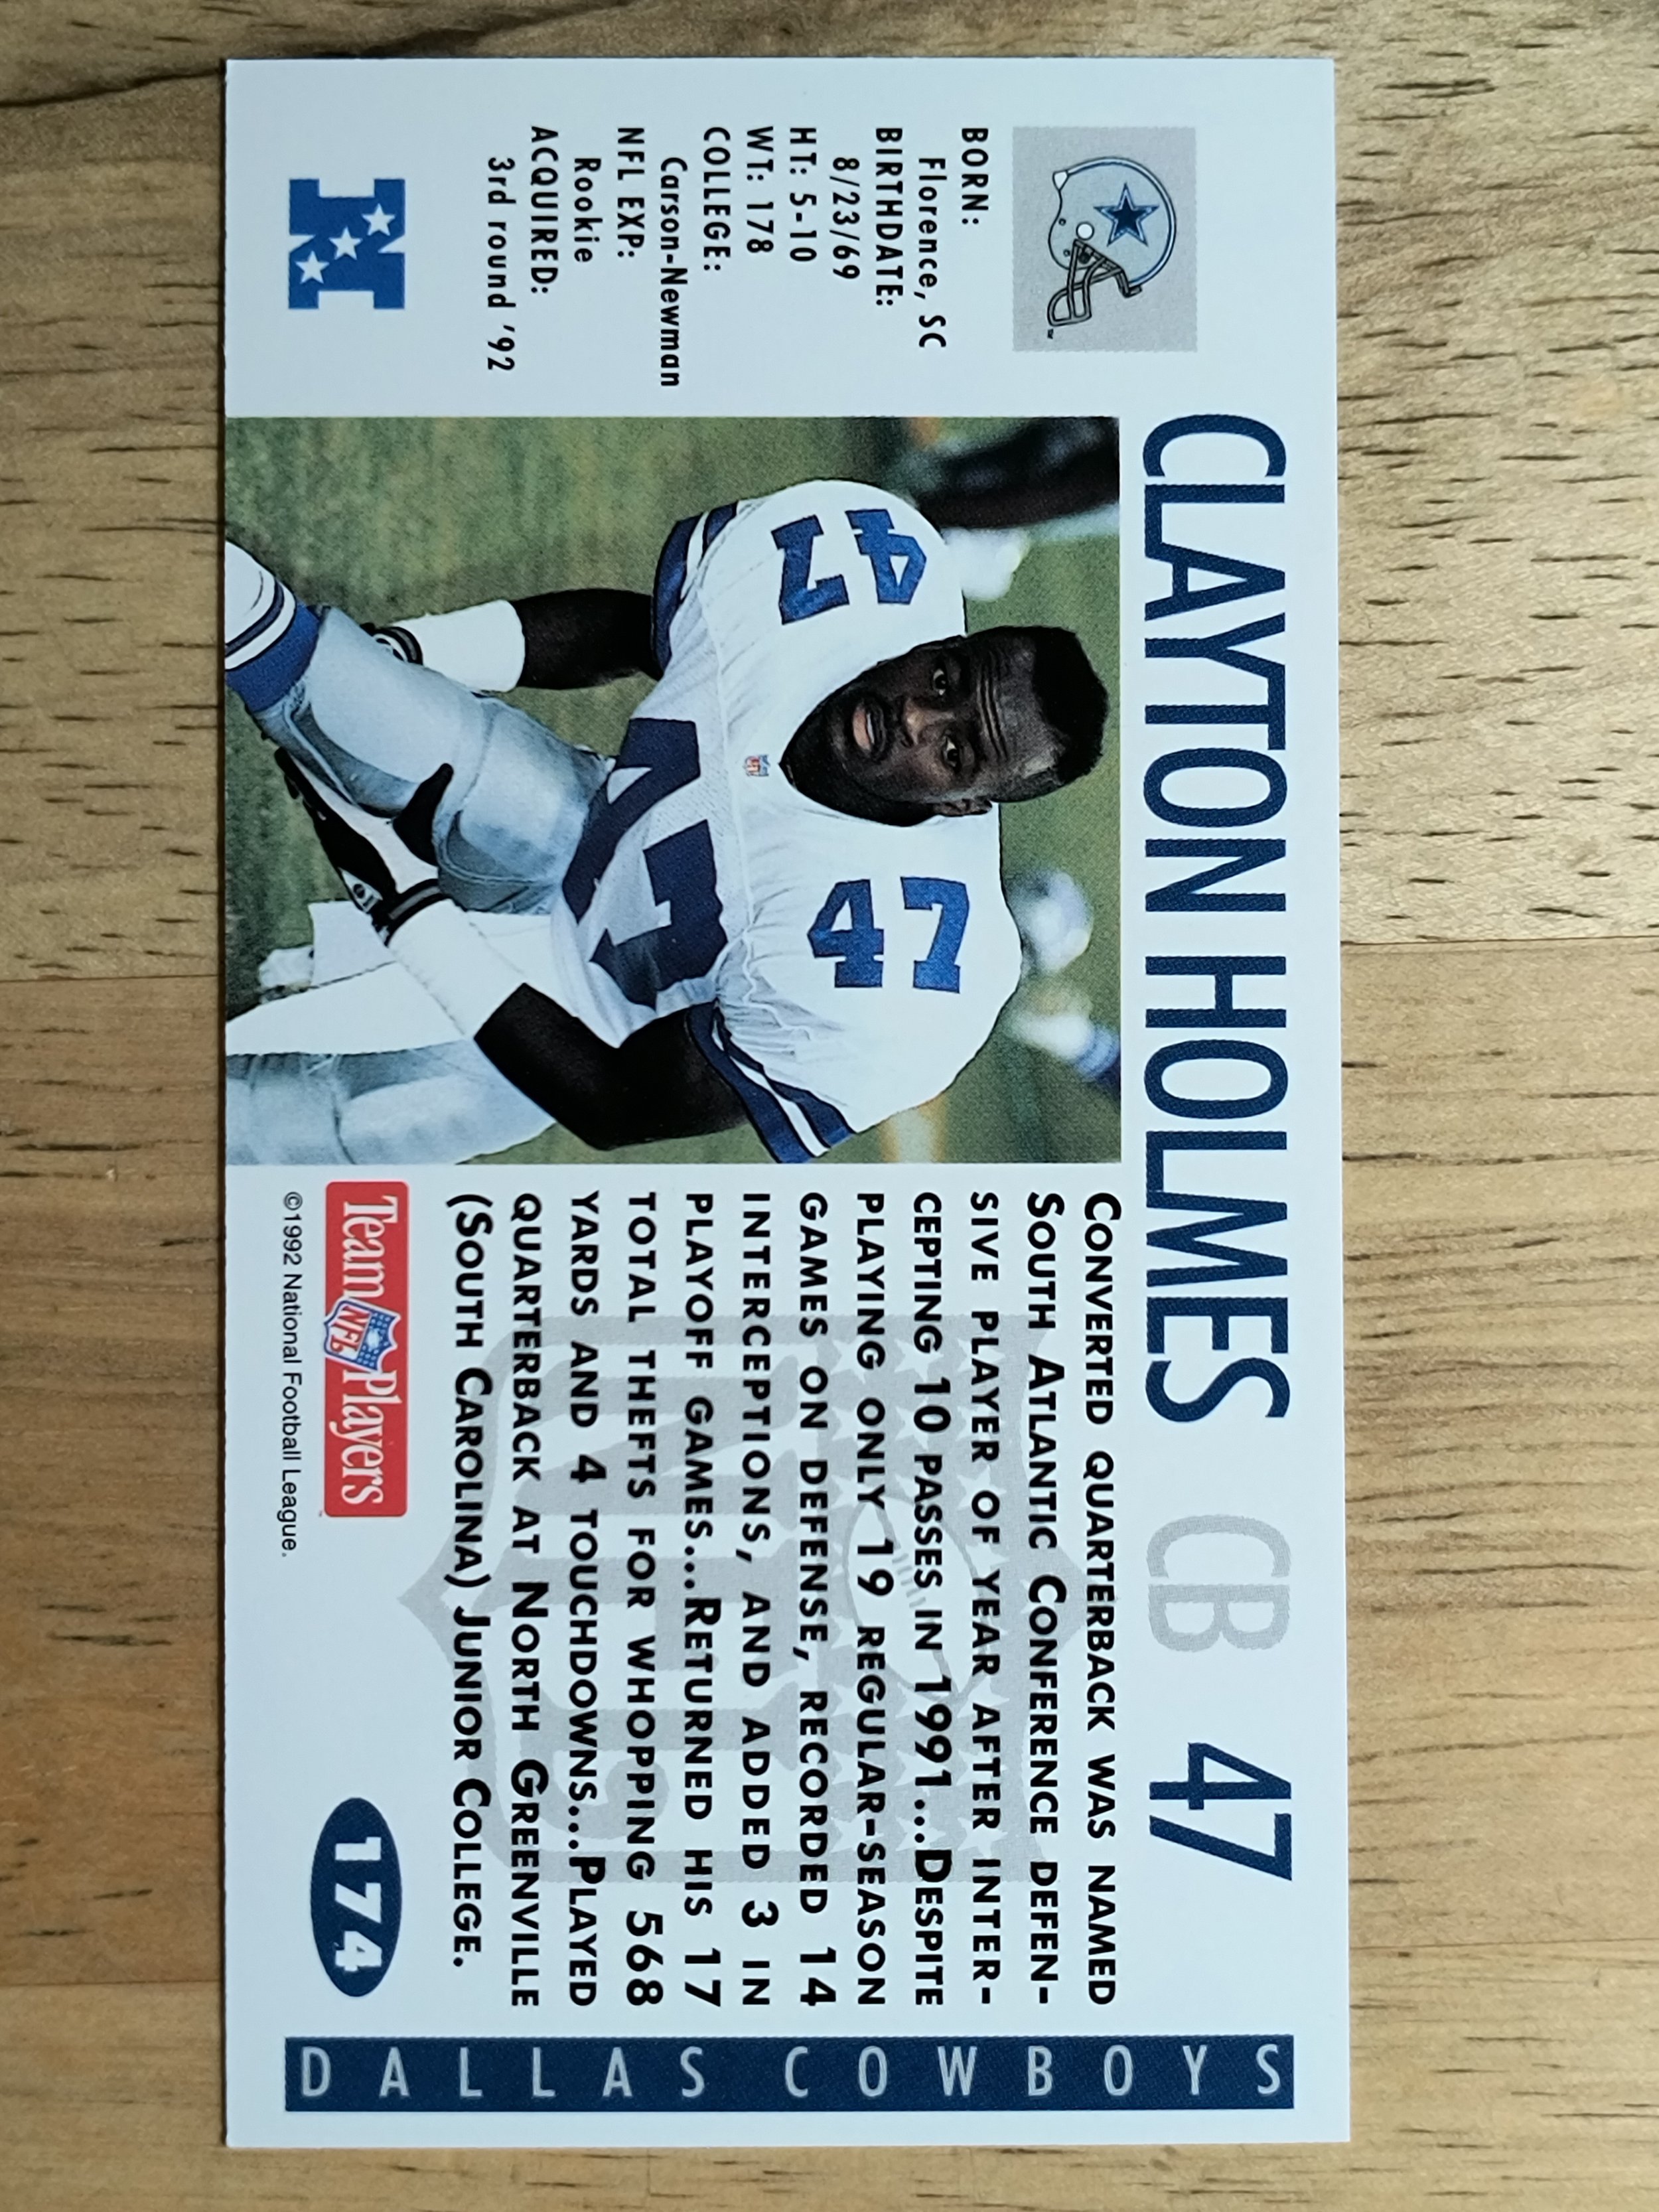 CLAYTON HOLMES CB 47
BORN:
Florence, SC
BIRTHDATE:
8/23/69
HT: 5-10
WT: 178
COLLEGE:
Carson-Newman
NFL EXP:
Rookie
ACQUIRED:
3rd round '92
N
47
47
47
NFL
CONVERTED QUARTERBACK WAS NAMED
SOUTH ATLANTIC CONFERENCE DEFEN-
SIVE PLAYER OF YEAR AFTER INTER-
CEPTING 10 PASSES IN 1991...DESPITE
PLAYING ONLY 19 REGULAR-SEASON
GAMES ON DEFENSE, RECORDED 14
INTERCEPTIONS, AND ADDED 3 IN
PLAYOFF GAMES...RETURNED HIS 17
TOTAL THEFTS FOR WHOPPING 568
YARDS AND 4 TOUCHDOWNS...PLAYED
QUARTERBACK AT NORTH GREENVILLE
(SOUTH CAROLINA) JUNIOR COLLEGE.
Team NFL Players
©1992 National Football League.
174
DALLAS COWBOYS